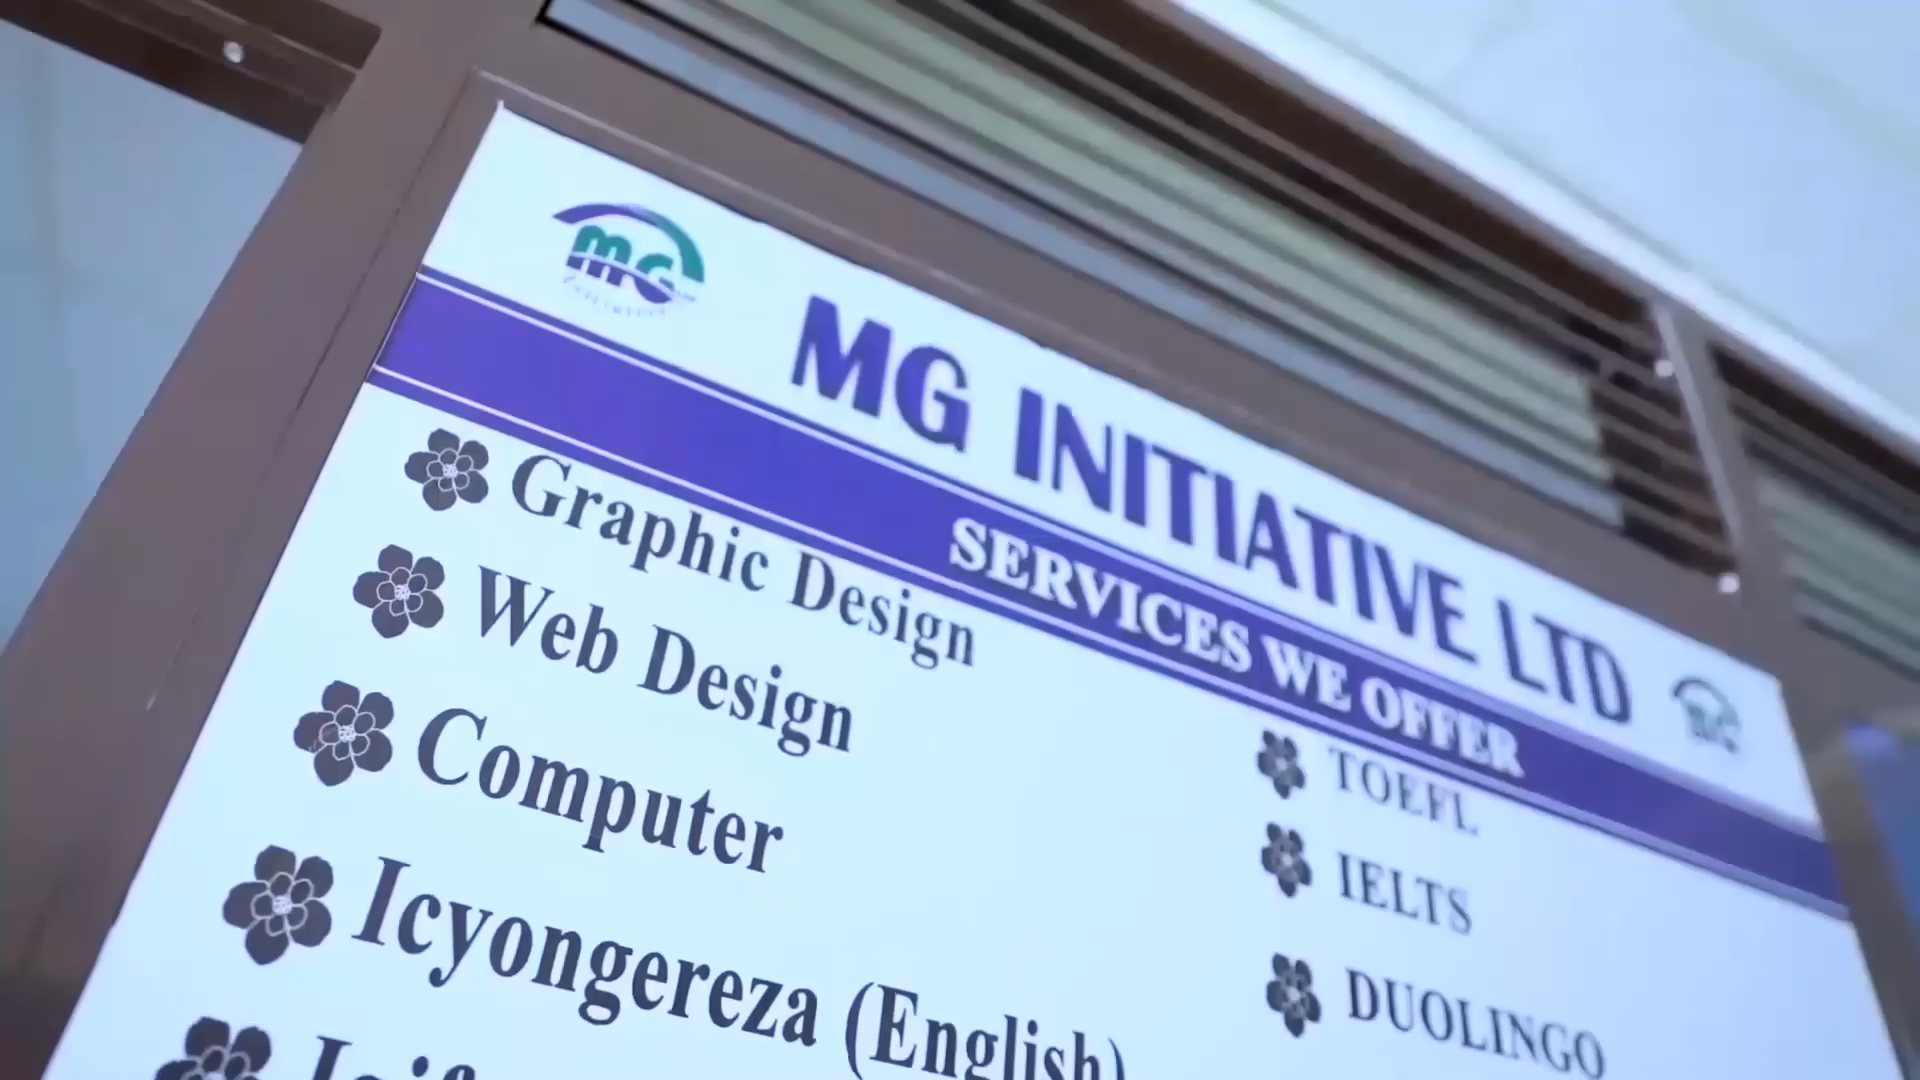 MG
MG INITIATIVE LTD
SERVICES WE OFFER
Graphic Design
Web Design
Computer
Icyongereza (English)
TOEFL
IELTS
DUOLINGO